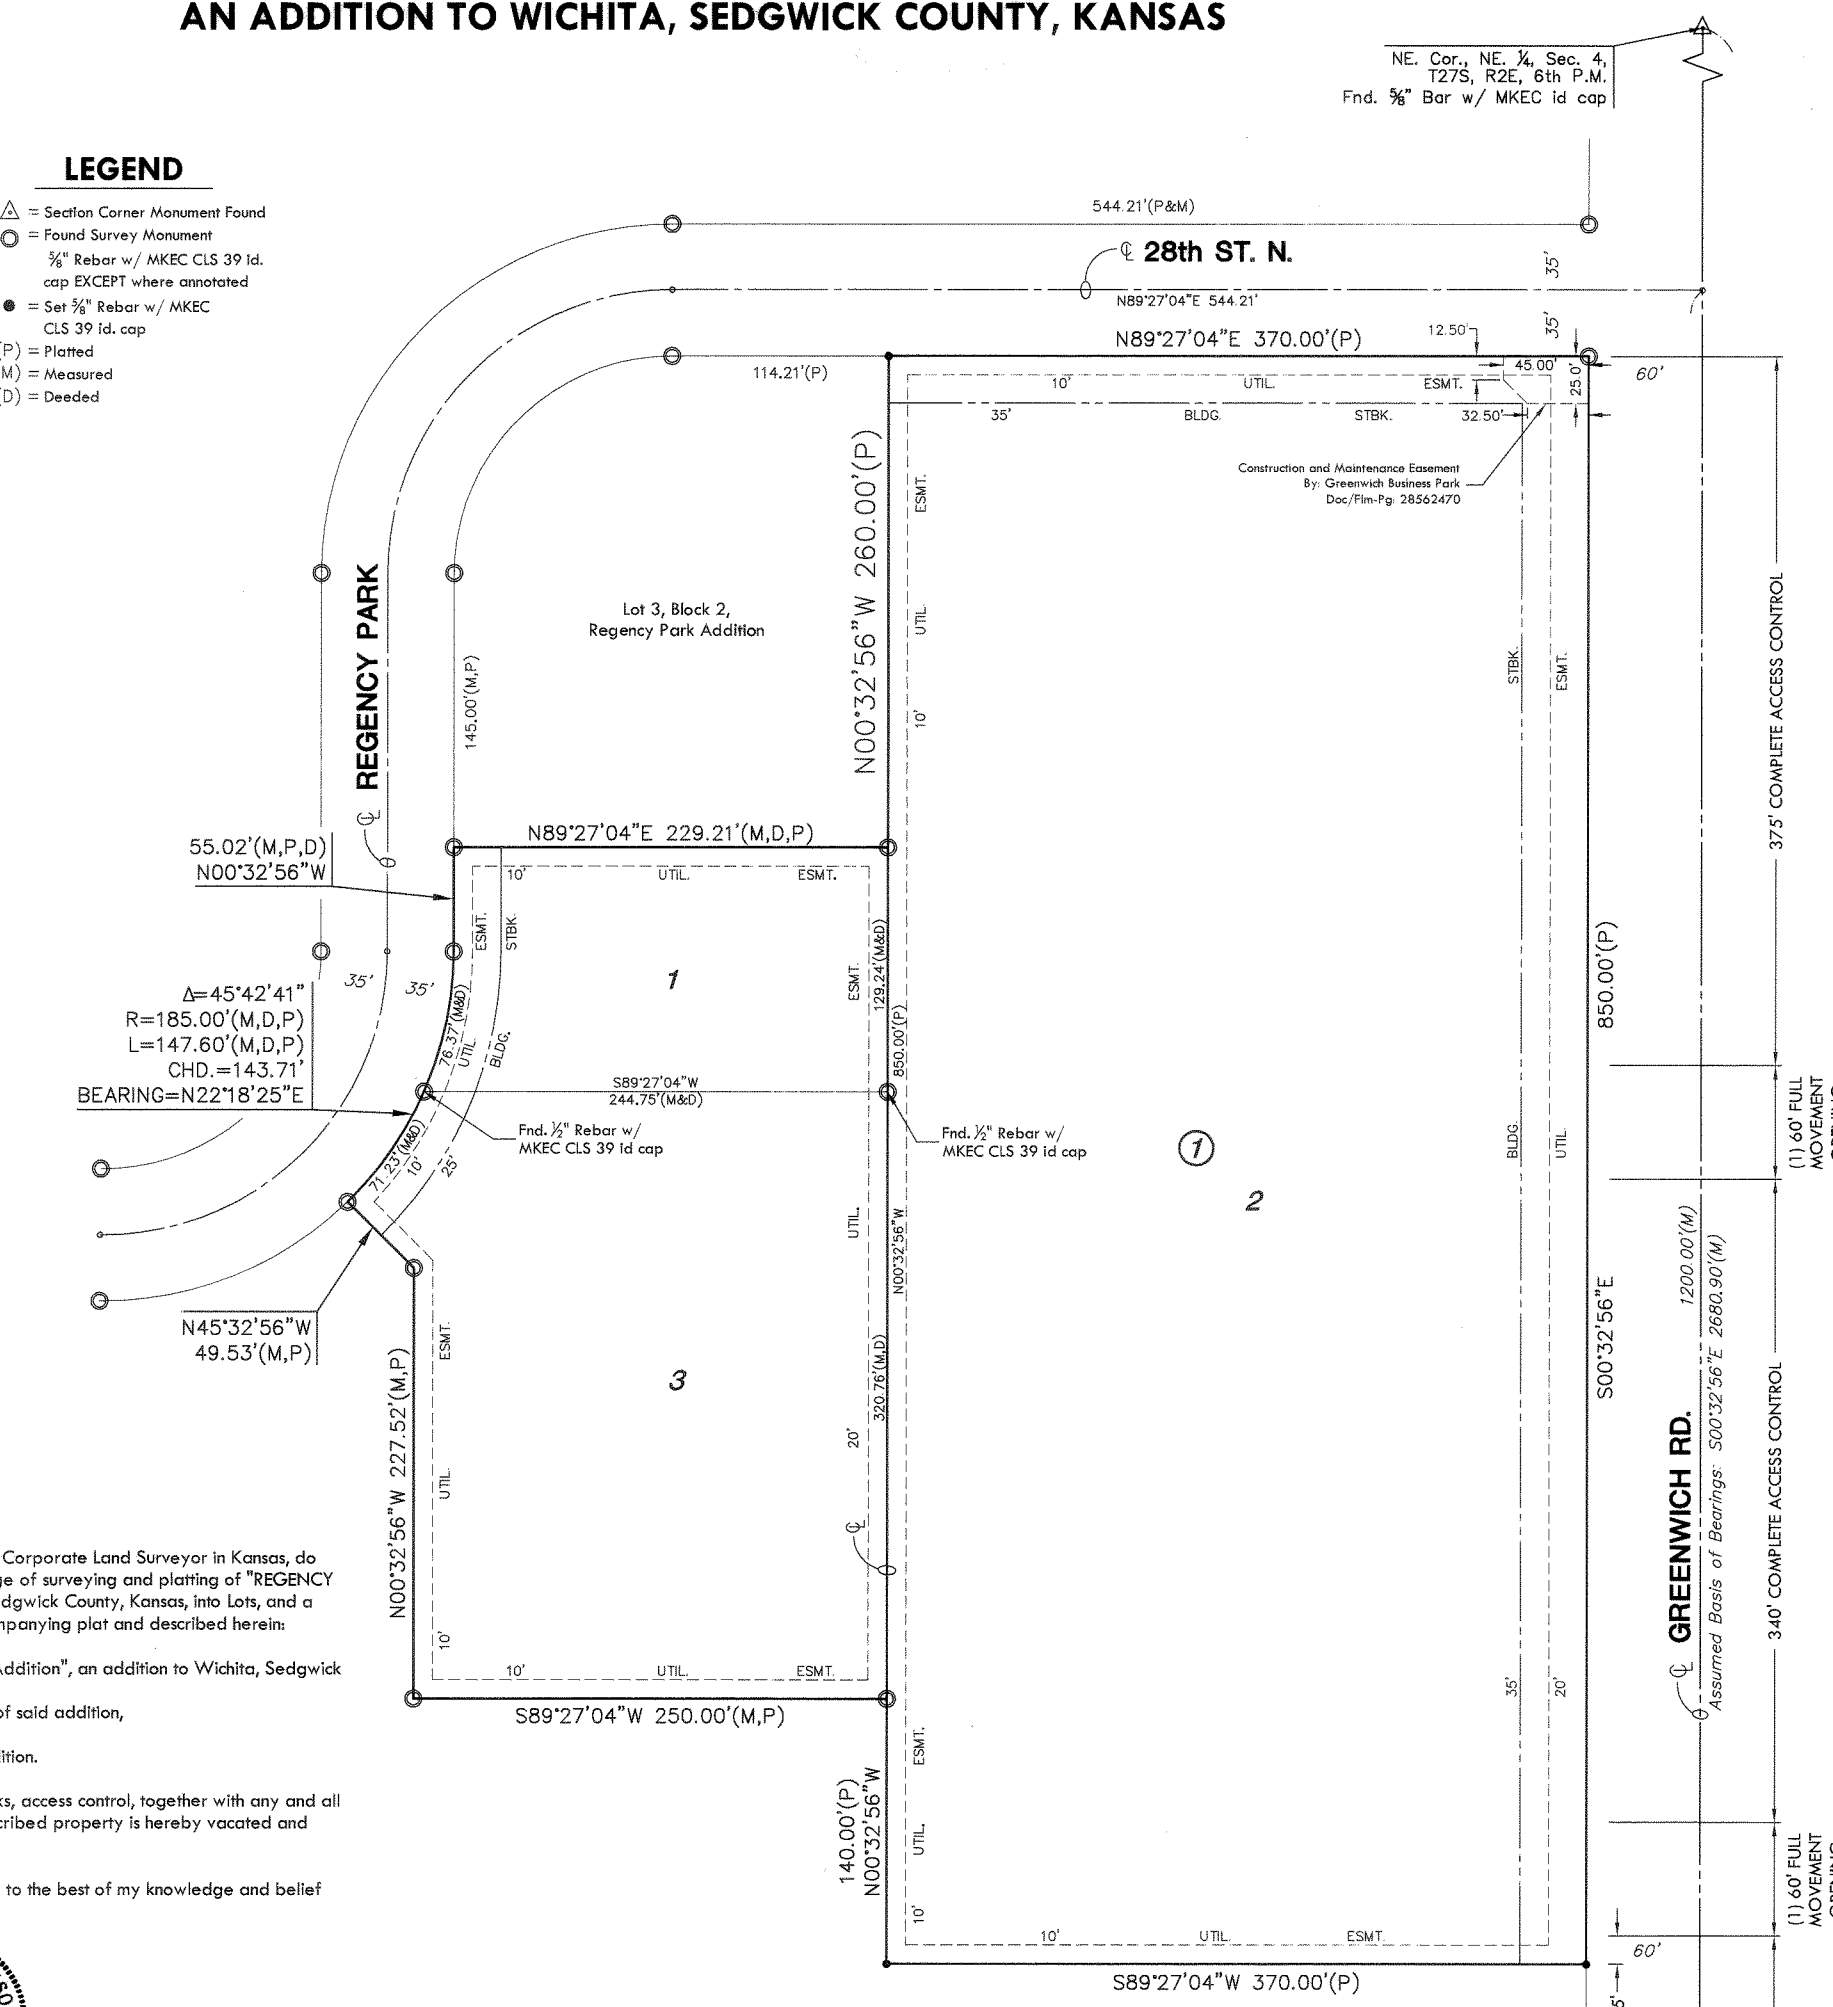 AN ADDITION TO WICHITA, SEDGWICK COUNTY, KANSAS
NE. Cor., NE. ¼, Sec. 4,
T27S, R2E, 6th P.M.
Fnd. ⅝" Bar w/ MKEC id cap
LEGEND
= Section Corner Monument Found
= Found Survey Monument
⅝" Rebar w/ MKEC CLS 39 id.
cap EXCEPT where annotated
= Set ⅝" Rebar w/ MKEC
CLS 39 id. cap
(P) = Platted
(M) = Measured
(D) = Deeded
544.21'(P&M)
℄ 28th ST. N.
35'
N89°27'04"E 544.21'
N89°27'04"E 370.00'(P)
12.50'
35'
114.21'(P)
45.00'
25.0'
60'
10' UTIL. ESMT.
35' BLDG. STBK. 32.50'
Construction and Maintenance Easement
By: Greenwich Business Park
Doc/Flm-Pg: 28562470
N00°32'56"W 260.00'(P)
10' UTIL. ESMT.
℄ REGENCY PARK
145.00'(M,P)
Lot 3, Block 2,
Regency Park Addition
STBK.
ESMT.
375' COMPLETE ACCESS CONTROL
N89°27'04"E 229.21'(M,D,P)
55.02'(M,P,D)
N00°32'56"W
10' UTIL. ESMT.
ESMT.
STBK.
1
ESMT.
129.24'(M&D)
850.00'(P)
850.00'(P)
35'
35'
Δ=45°42'41"
R=185.00'(M,D,P)
L=147.60'(M,D,P)
CHD.=143.71'
BEARING=N22°18'25"E
76.37'(M&D)
UTIL.
BLDG.
S89°27'04"W
244.75'(M&D)
Fnd. ½" Rebar w/
MKEC CLS 39 id cap
Fnd. ½" Rebar w/
MKEC CLS 39 id cap
71.23'(M&D)
10'
25'
1
2
BLDG.
UTIL.
(1) 60' FULL
MOVEMENT
UTIL.
N00°32'56"W
N45°32'56"W
49.53'(M,P)
S00°32'56"E
1200.00'(M)
Assumed Basis of Bearings: S00°32'56"E 2680.90'(M)
℄ GREENWICH RD.
340' COMPLETE ACCESS CONTROL
N00°32'56"W 227.52'(M,P)
10' UTIL. ESMT.
3
20'
320.76'(M,D)
℄
Corporate Land Surveyor in Kansas, do
ge of surveying and platting of "REGENCY
dgwick County, Kansas, into Lots, and a
mpanying plat and described herein:
Addition", an addition to Wichita, Sedgwick
of said addition,
ition.
ks, access control, together with any and all
cribed property is hereby vacated and
to the best of my knowledge and belief
10' UTIL. ESMT.
S89°27'04"W 250.00'(M,P)
35'
20'
140.00'(P)
N00°32'56"W
10' UTIL. ESMT.
(1) 60' FULL
MOVEMENT
OPENING
10' UTIL. ESMT.
60'
S89°27'04"W 370.00'(P)